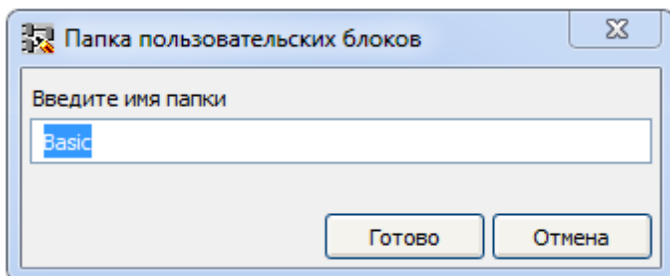 Папка пользовательских блоков
Введите имя папки
Basic
Готово
Отмена